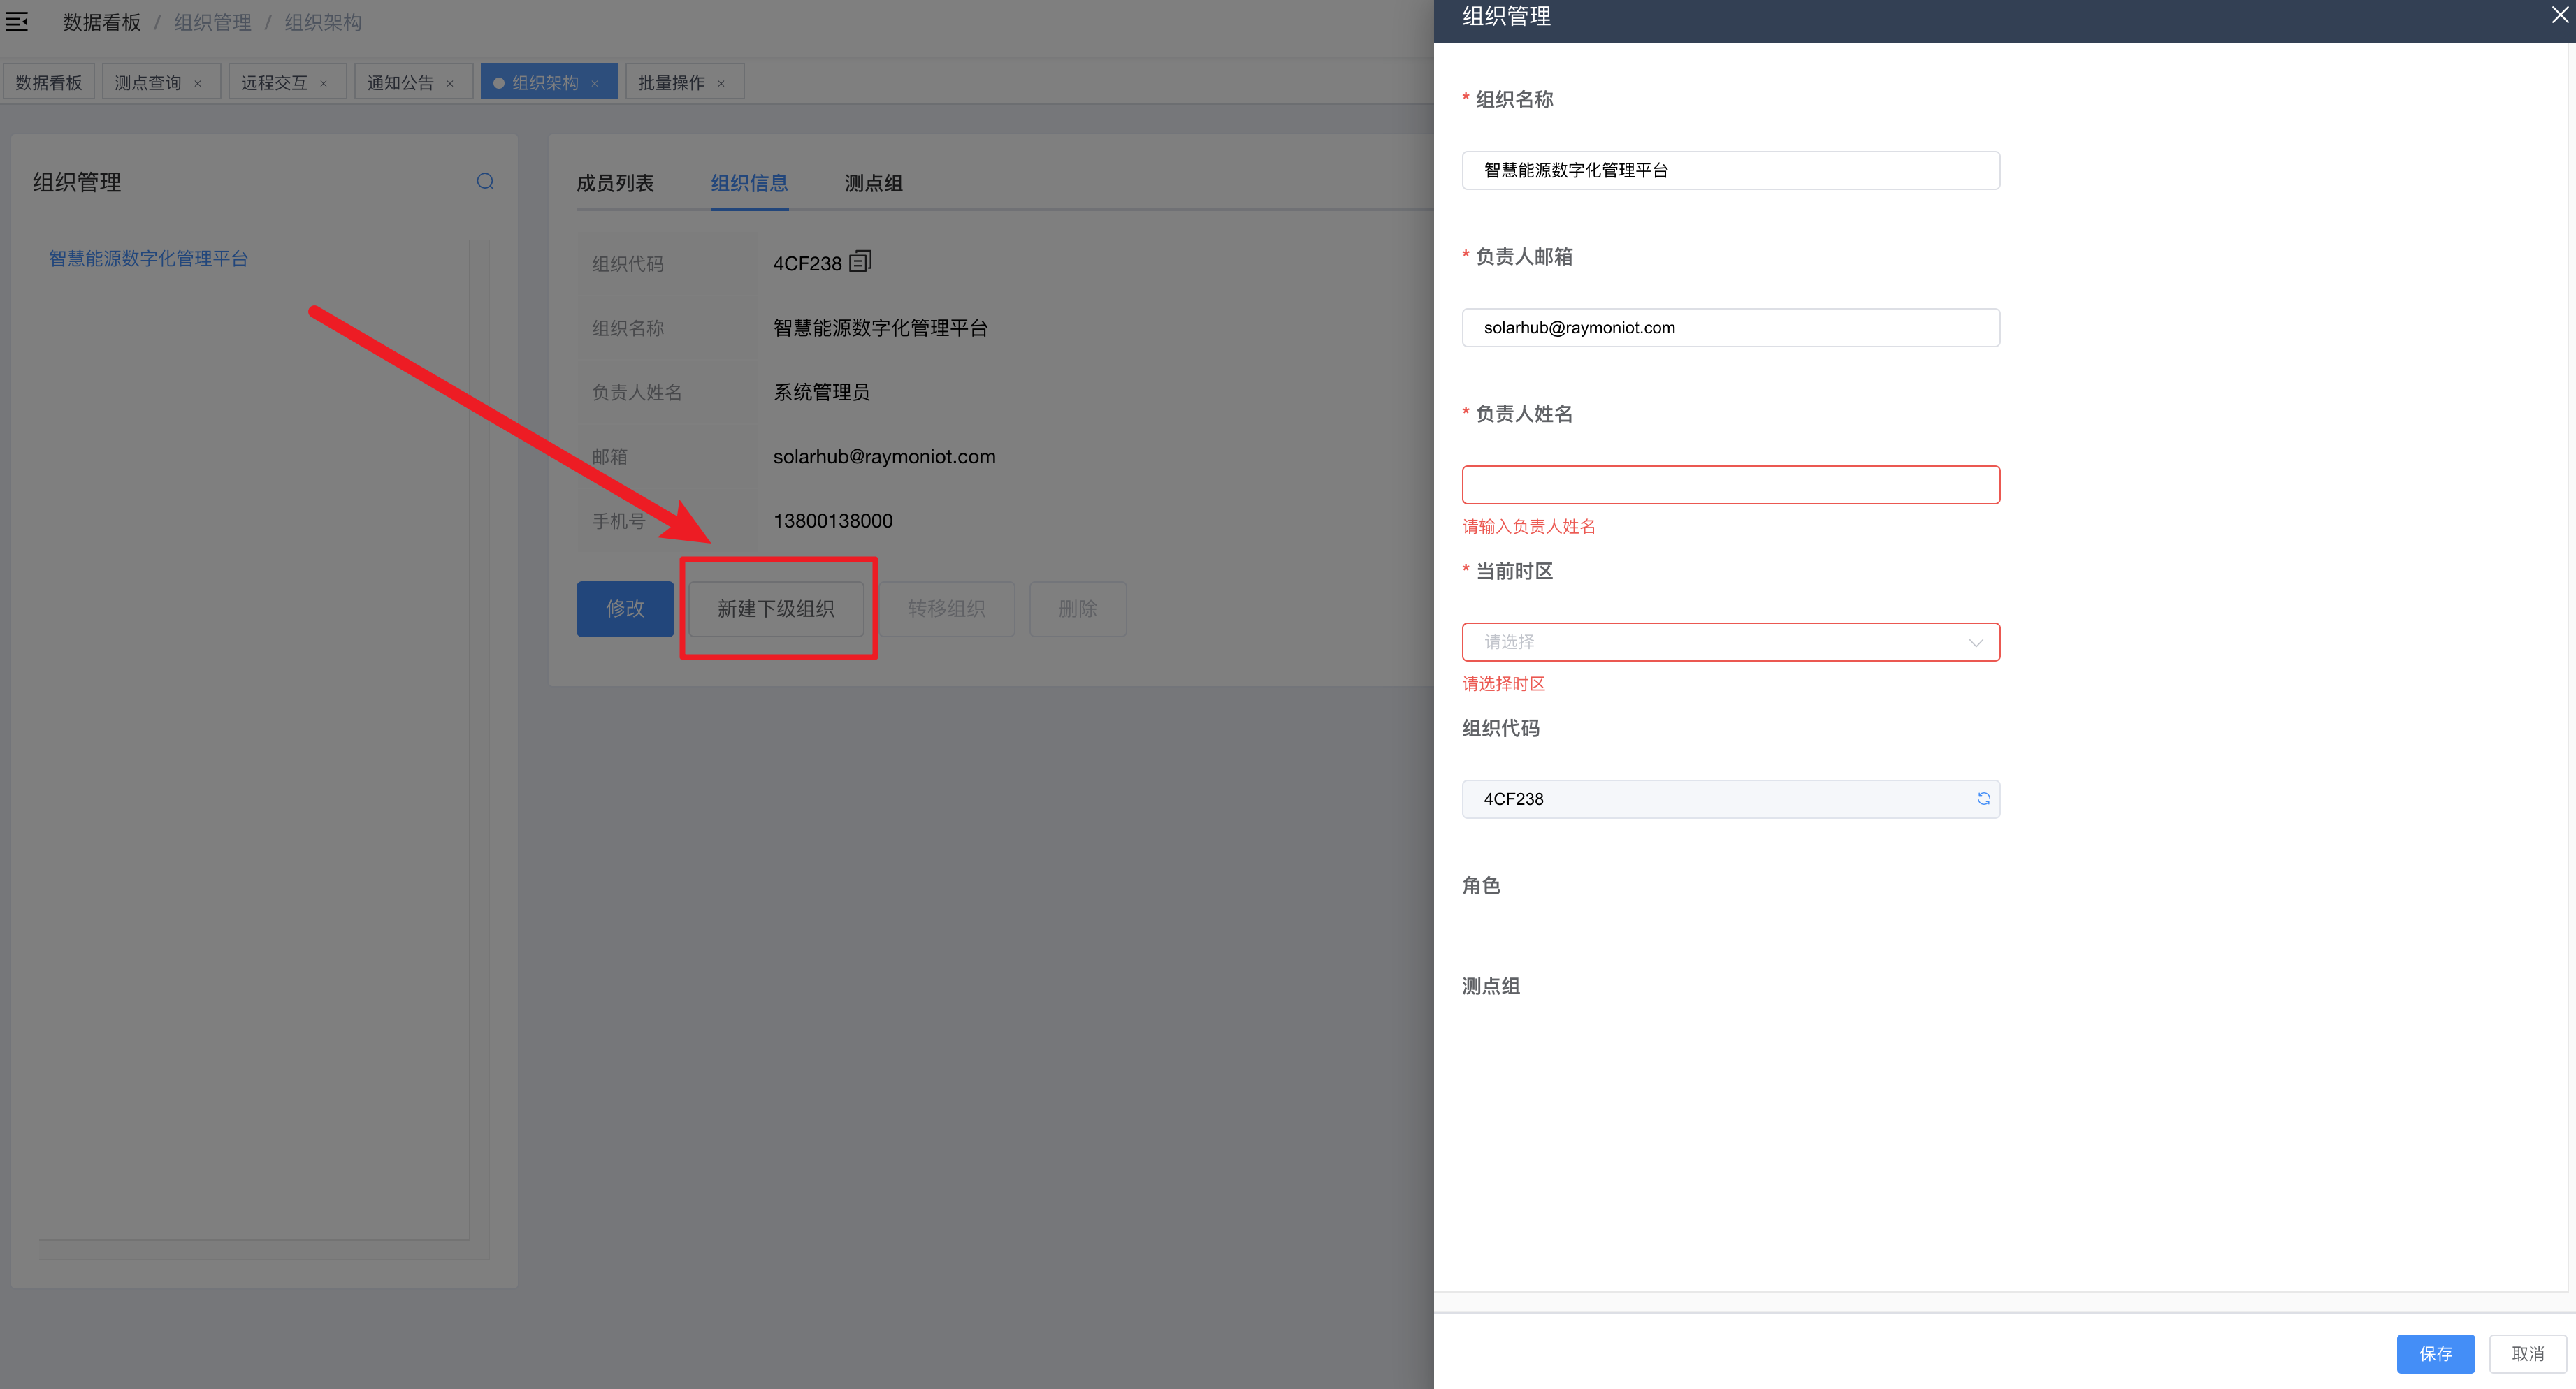 数据看板 / 组织管理 / 组织架构
数据看板 测点查询 × 远程交互 × 通知公告 × 组织架构 × 批量操作 ×
组织管理
智慧能源数字化管理平台
成员列表 组织信息 测点组
组织代码 4CF238
组织名称 智慧能源数字化管理平台
负责人姓名 系统管理员
邮箱 solarhub@raymoniot.com
手机号 13800138000
修改 新建下级组织 转移组织 删除
组织管理
* 组织名称
智慧能源数字化管理平台
* 负责人邮箱
solarhub@raymoniot.com
* 负责人姓名
请输入负责人姓名
* 当前时区
请选择
请选择时区
组织代码
4CF238
角色
测点组
保存 取消